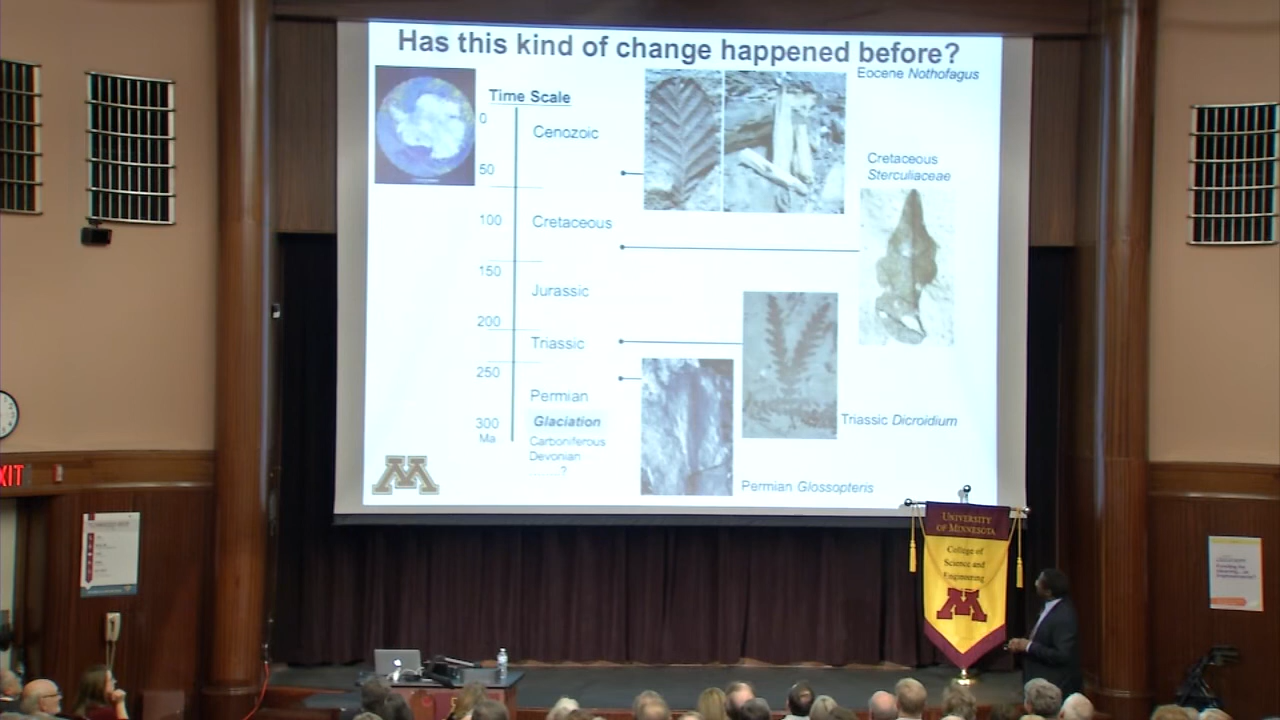 Has this kind of change happened before?
Eocene Nothofagus
Time Scale
0
Cenozoic
50
Cretaceous
Sterculiaceae
100
Cretaceous
150
Jurassic
200
Triassic
250
Permian
Glaciation
300
Ma
Carboniferous
Devonian
?
Triassic Dicroidium
Permian Glossopteris
M
UNIVERSITY
OF MINNESOTA
College of
Science and
Engineering
M
EXIT